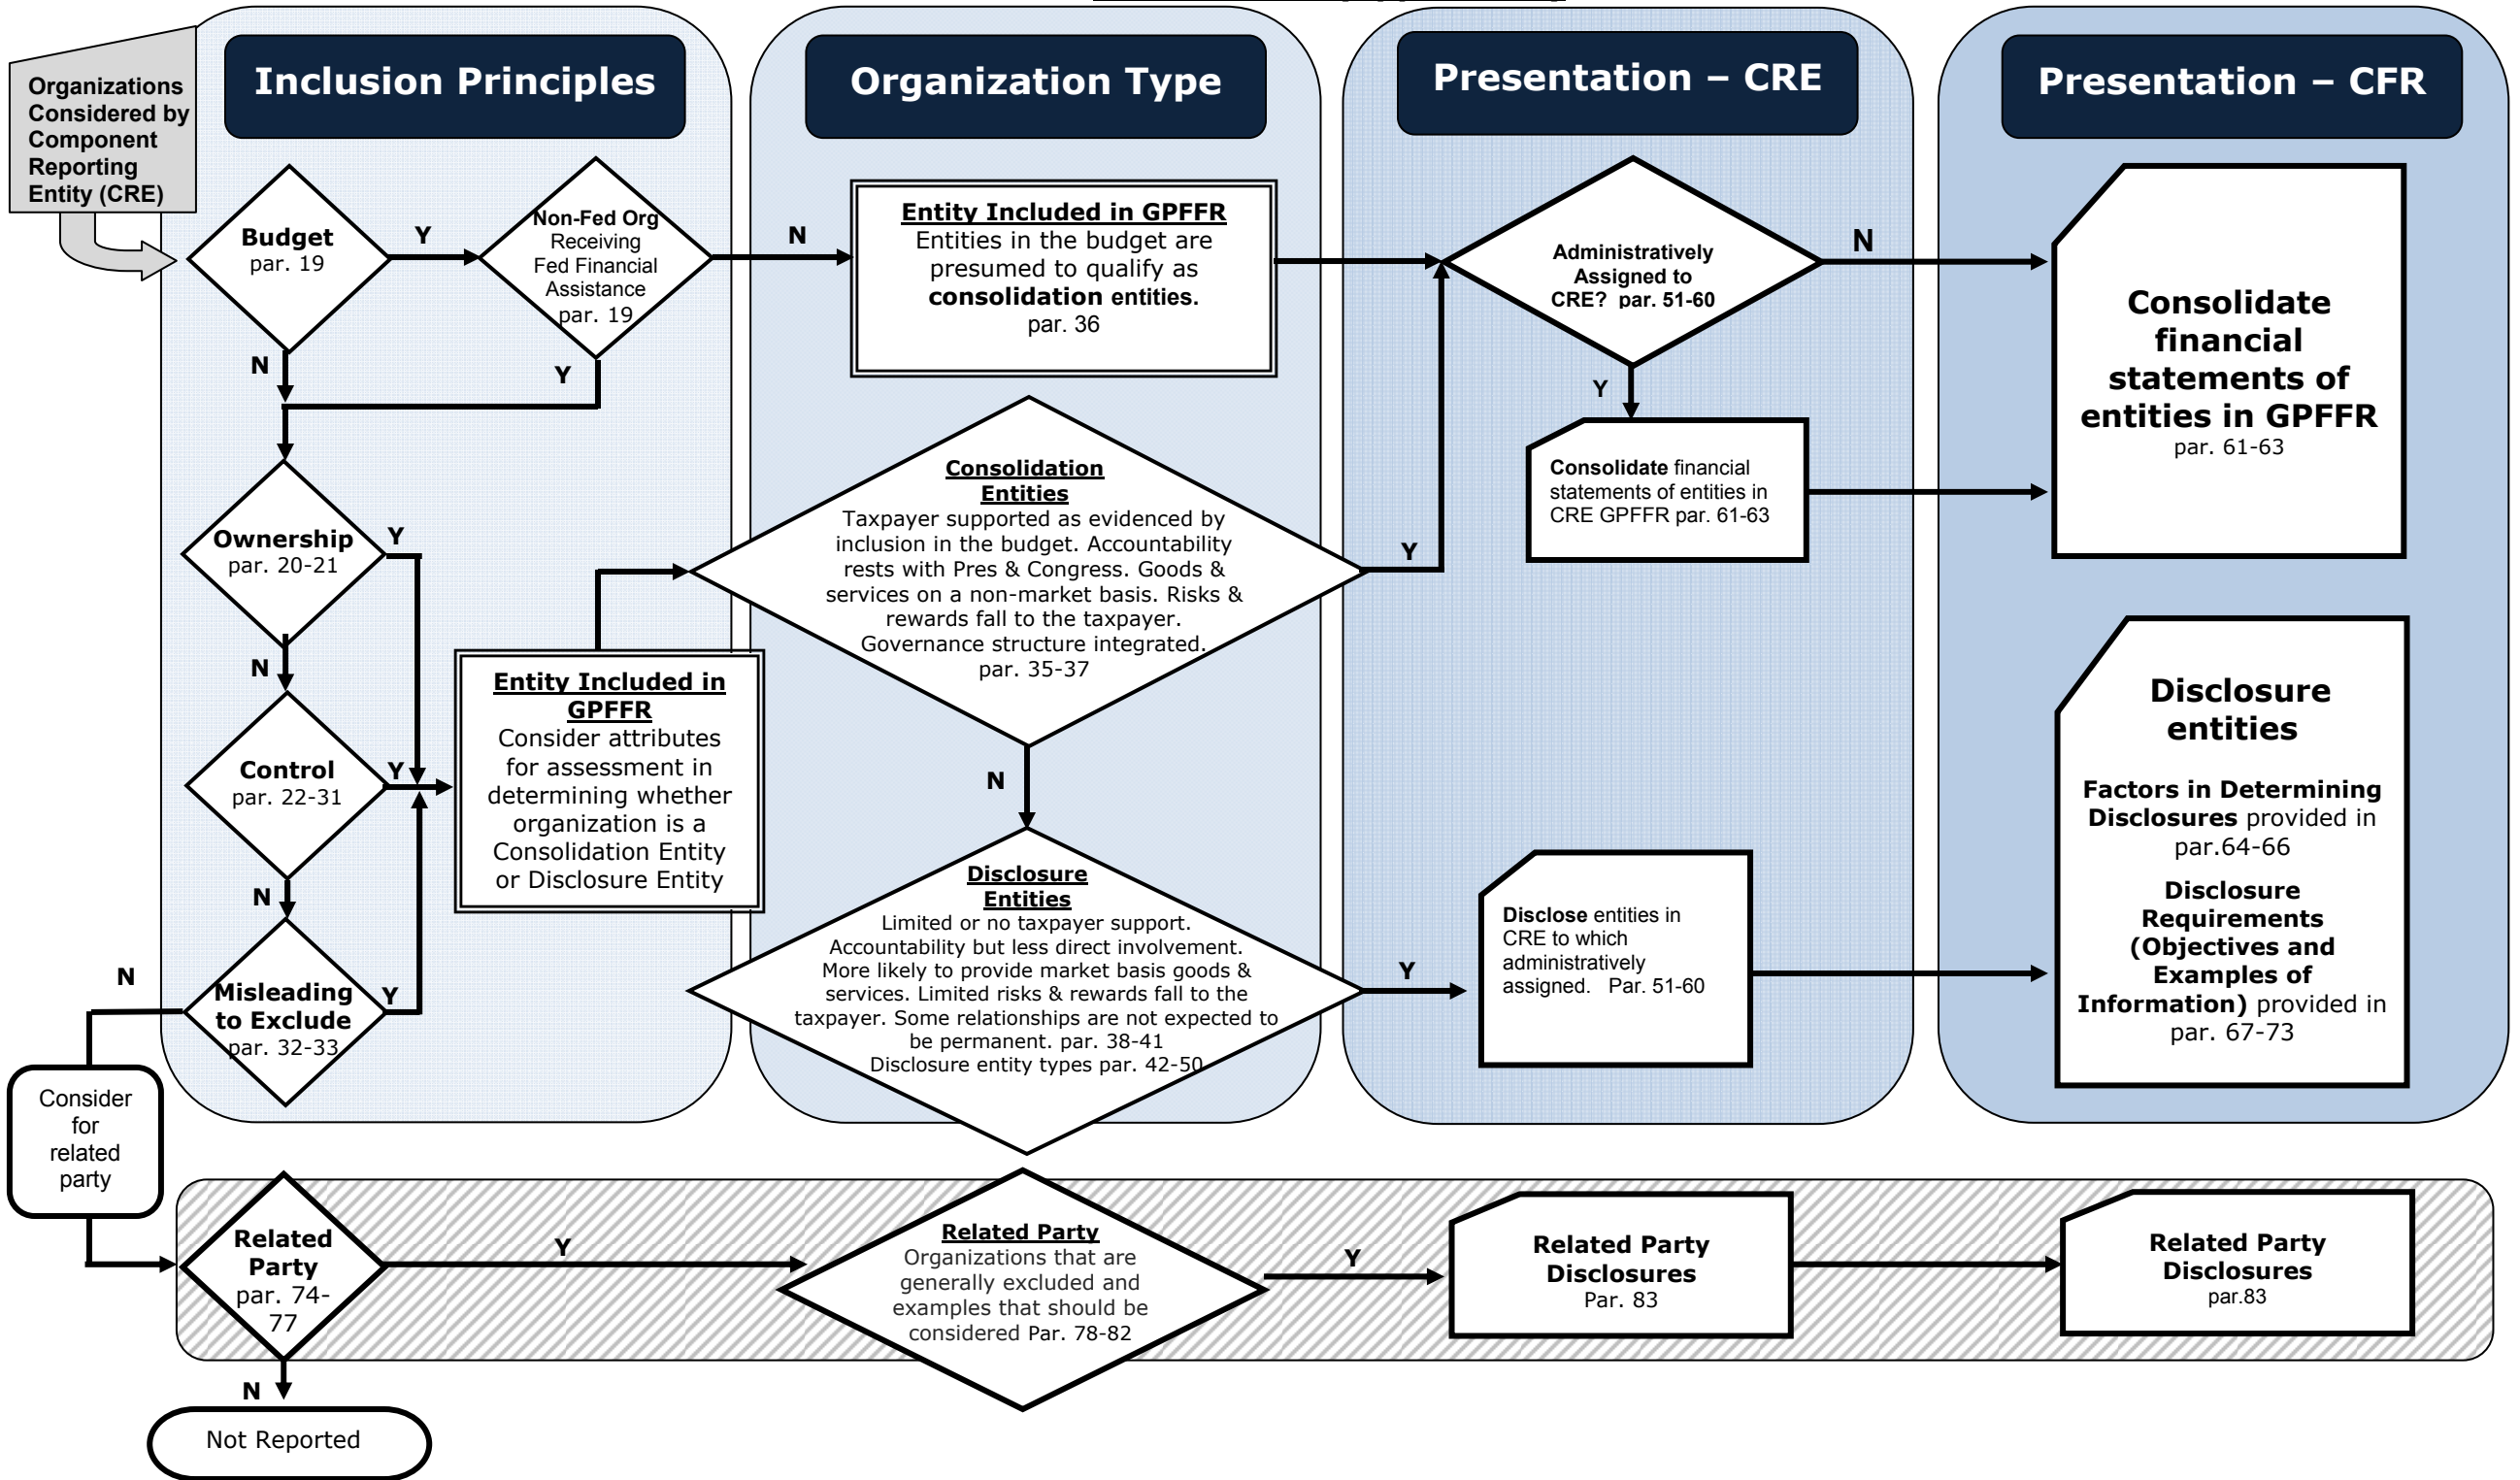 Organizations
Considered by
Component
Reporting
Entity (CRE)
Inclusion Principles
Budget
par. 19
Y
Non-Fed Org
Receiving
Fed Financial
Assistance
par. 19
N
N
Y
Ownership
par. 20-21
Y
N
Control
par. 22-31
Y
N
Misleading
to Exclude
par. 32-33
Y
N
Entity Included in
GPFFR
Consider attributes
for assessment in
determining whether
organization is a
Consolidation Entity
or Disclosure Entity
Organization Type
Entity Included in GPFFR
Entities in the budget are
presumed to qualify as
consolidation entities.
par. 36
Consolidation
Entities
Taxpayer supported as evidenced by
inclusion in the budget. Accountability
rests with Pres & Congress. Goods &
services on a non-market basis. Risks &
rewards fall to the taxpayer.
Governance structure integrated.
par. 35-37
Y
N
Disclosure
Entities
Limited or no taxpayer support.
Accountability but less direct involvement.
More likely to provide market basis goods &
services. Limited risks & rewards fall to the
taxpayer. Some relationships are not expected to
be permanent. par. 38-41
Disclosure entity types par. 42-50
Y
Presentation – CRE
Administratively
Assigned to
CRE? par. 51-60
N
Y
Consolidate financial
statements of entities in
CRE GPFFR par. 61-63
Disclose entities in
CRE to which
administratively
assigned. Par. 51-60
Presentation – CFR
Consolidate
financial
statements of
entities in GPFFR
par. 61-63
Disclosure
entities
Factors in Determining
Disclosures provided in
par.64-66
Disclosure
Requirements
(Objectives and
Examples of
Information) provided in
par. 67-73
Consider
for
related
party
Related
Party
par. 74-
77
Y
N
Not Reported
Related Party
Organizations that are
generally excluded and
examples that should be
considered Par. 78-82
Y
Related Party
Disclosures
Par. 83
Related Party
Disclosures
par.83